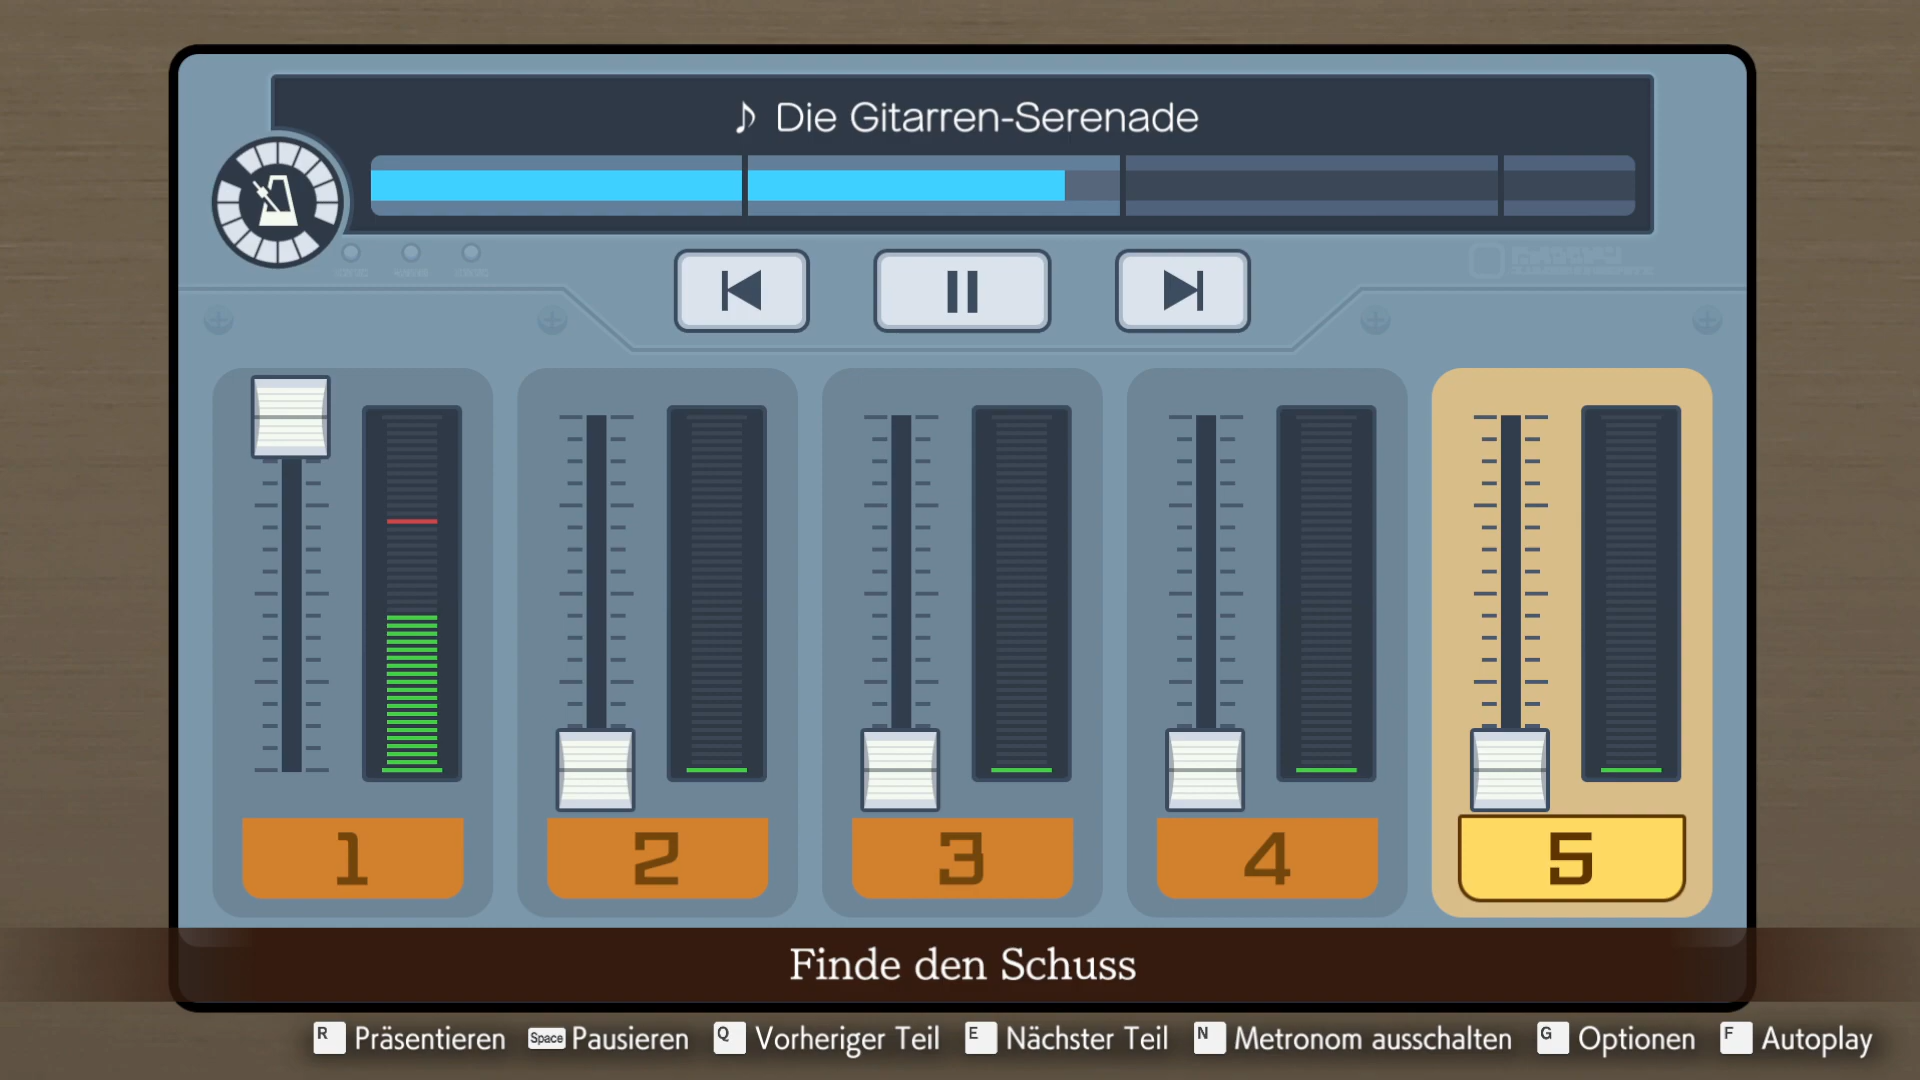 ♪ Die Gitarren-Serenade
1
2
3
4
5
Finde den Schuss
R Präsentieren Space Pausieren Q Vorheriger Teil E Nächster Teil N Metronom ausschalten G Optionen F Autoplay